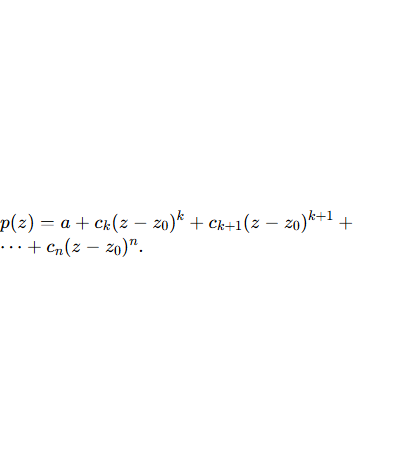 p(z) = a + c_k(z − z_0)^k + c_{k+1}(z − z_0)^{k+1} +
⋯ + c_n(z − z_0)^n.